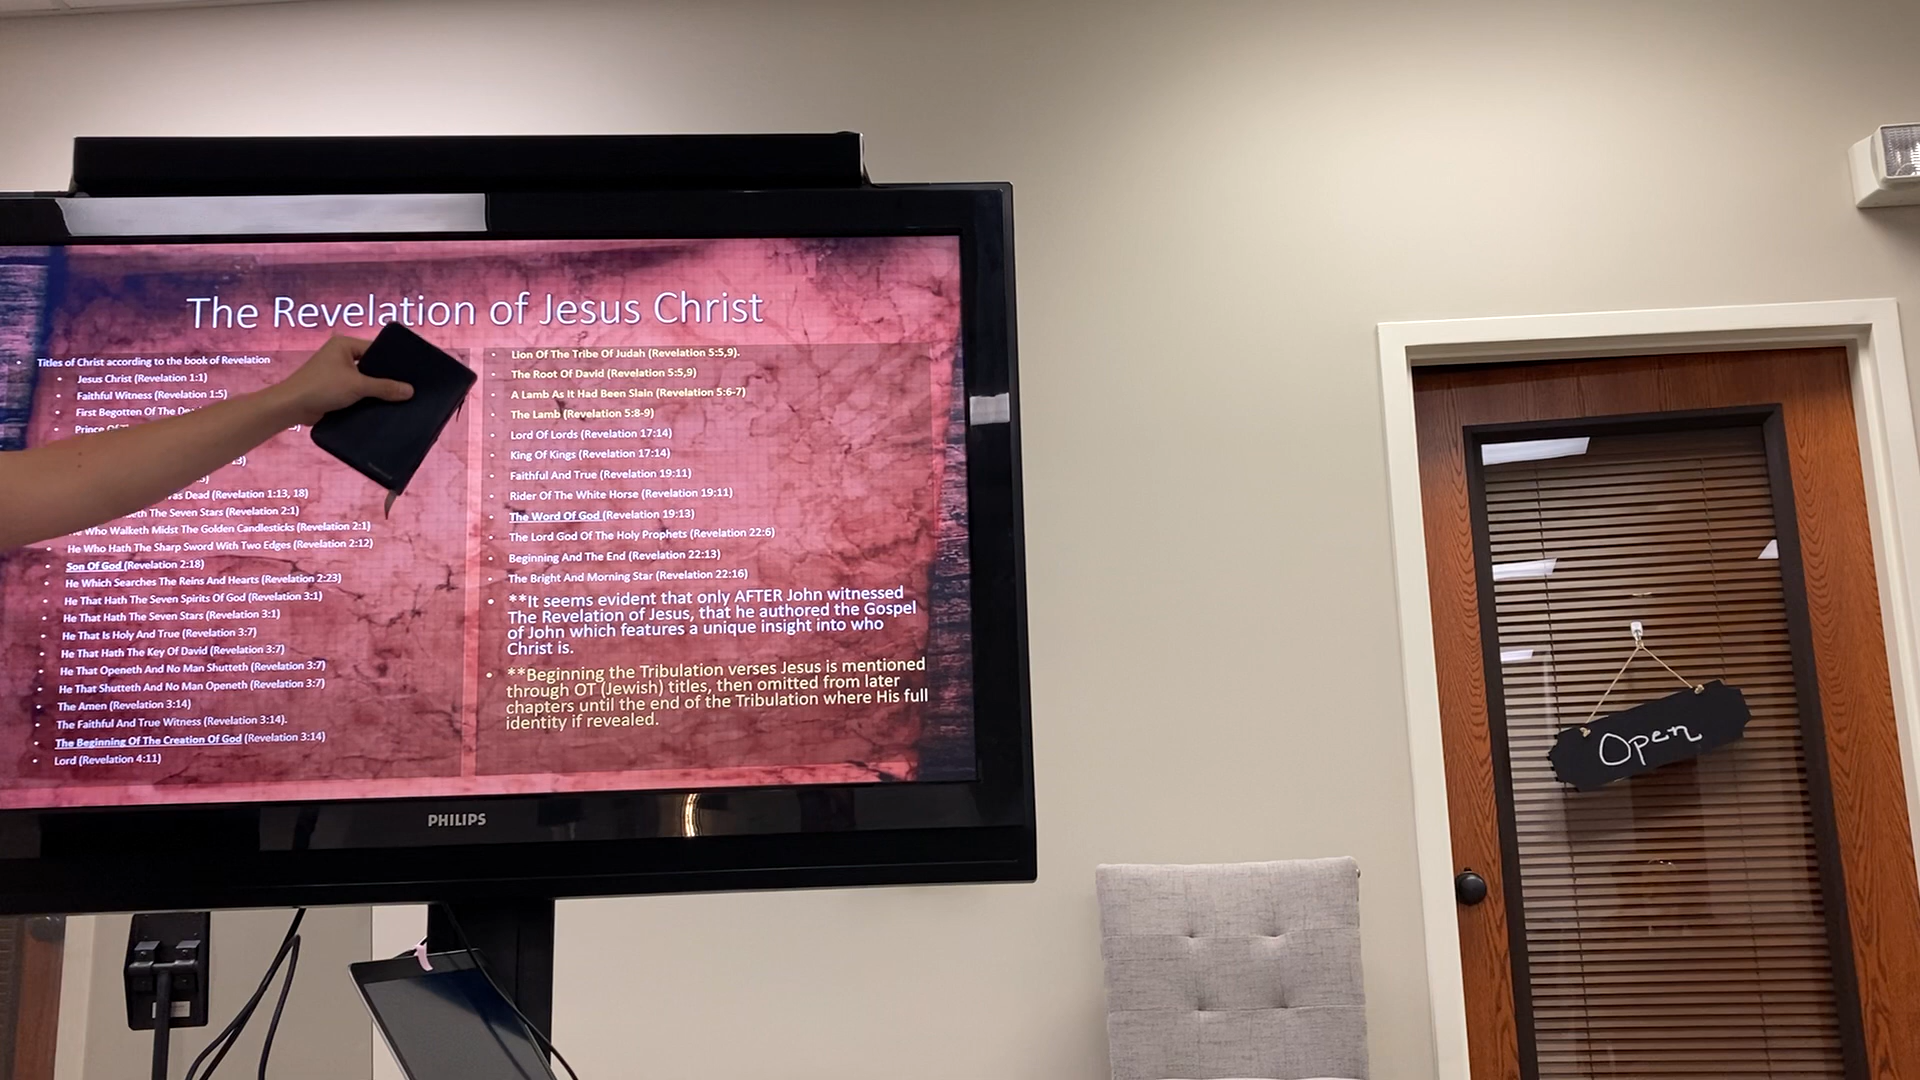 The Revelation of Jesus Christ
Titles of Christ according to the book of Revelation
Jesus Christ (Revelation 1:1)
Faithful Witness (Revelation 1:5)
First Begotten Of The
Prince
was Dead (Revelation 1:13, 18)
The Seven Stars (Revelation 2:1)
Who Walketh Midst The Golden Candlesticks (Revelation 2:1)
He Who Hath The Sharp Sword With Two Edges (Revelation 2:12)
Son Of God (Revelation 2:18)
He Which Searches The Reins And Hearts (Revelation 2:23)
He That Hath The Seven Spirits Of God (Revelation 3:1)
He That Hath The Seven Stars (Revelation 3:1)
He That Is Holy And True (Revelation 3:7)
He That Hath The Key Of David (Revelation 3:7)
He That Openeth And No Man Shutteth (Revelation 3:7)
He That Shutteth And No Man Openeth (Revelation 3:7)
The Amen (Revelation 3:14)
The Faithful And True Witness (Revelation 3:14).
The Beginning Of The Creation Of God (Revelation 3:14)
Lord (Revelation 4:11)
Lion Of The Tribe Of Judah (Revelation 5:5,9).
The Root Of David (Revelation 5:5,9)
A Lamb As It Had Been Slain (Revelation 5:6-7)
The Lamb (Revelation 5:8-9)
Lord Of Lords (Revelation 17:14)
King Of Kings (Revelation 17:14)
Faithful And True (Revelation 19:11)
Rider Of The White Horse (Revelation 19:11)
The Word Of God (Revelation 19:13)
The Lord God Of The Holy Prophets (Revelation 22:6)
Beginning And The End (Revelation 22:13)
The Bright And Morning Star (Revelation 22:16)
**It seems evident that only AFTER John witnessed
The Revelation of Jesus, that he authored the Gospel
of John which features a unique insight into who
Christ is.
**Beginning the Tribulation verses Jesus is mentioned
through OT (Jewish) titles, then omitted from later
chapters until the end of the Tribulation where His full
identity if revealed.
PHILIPS
Open